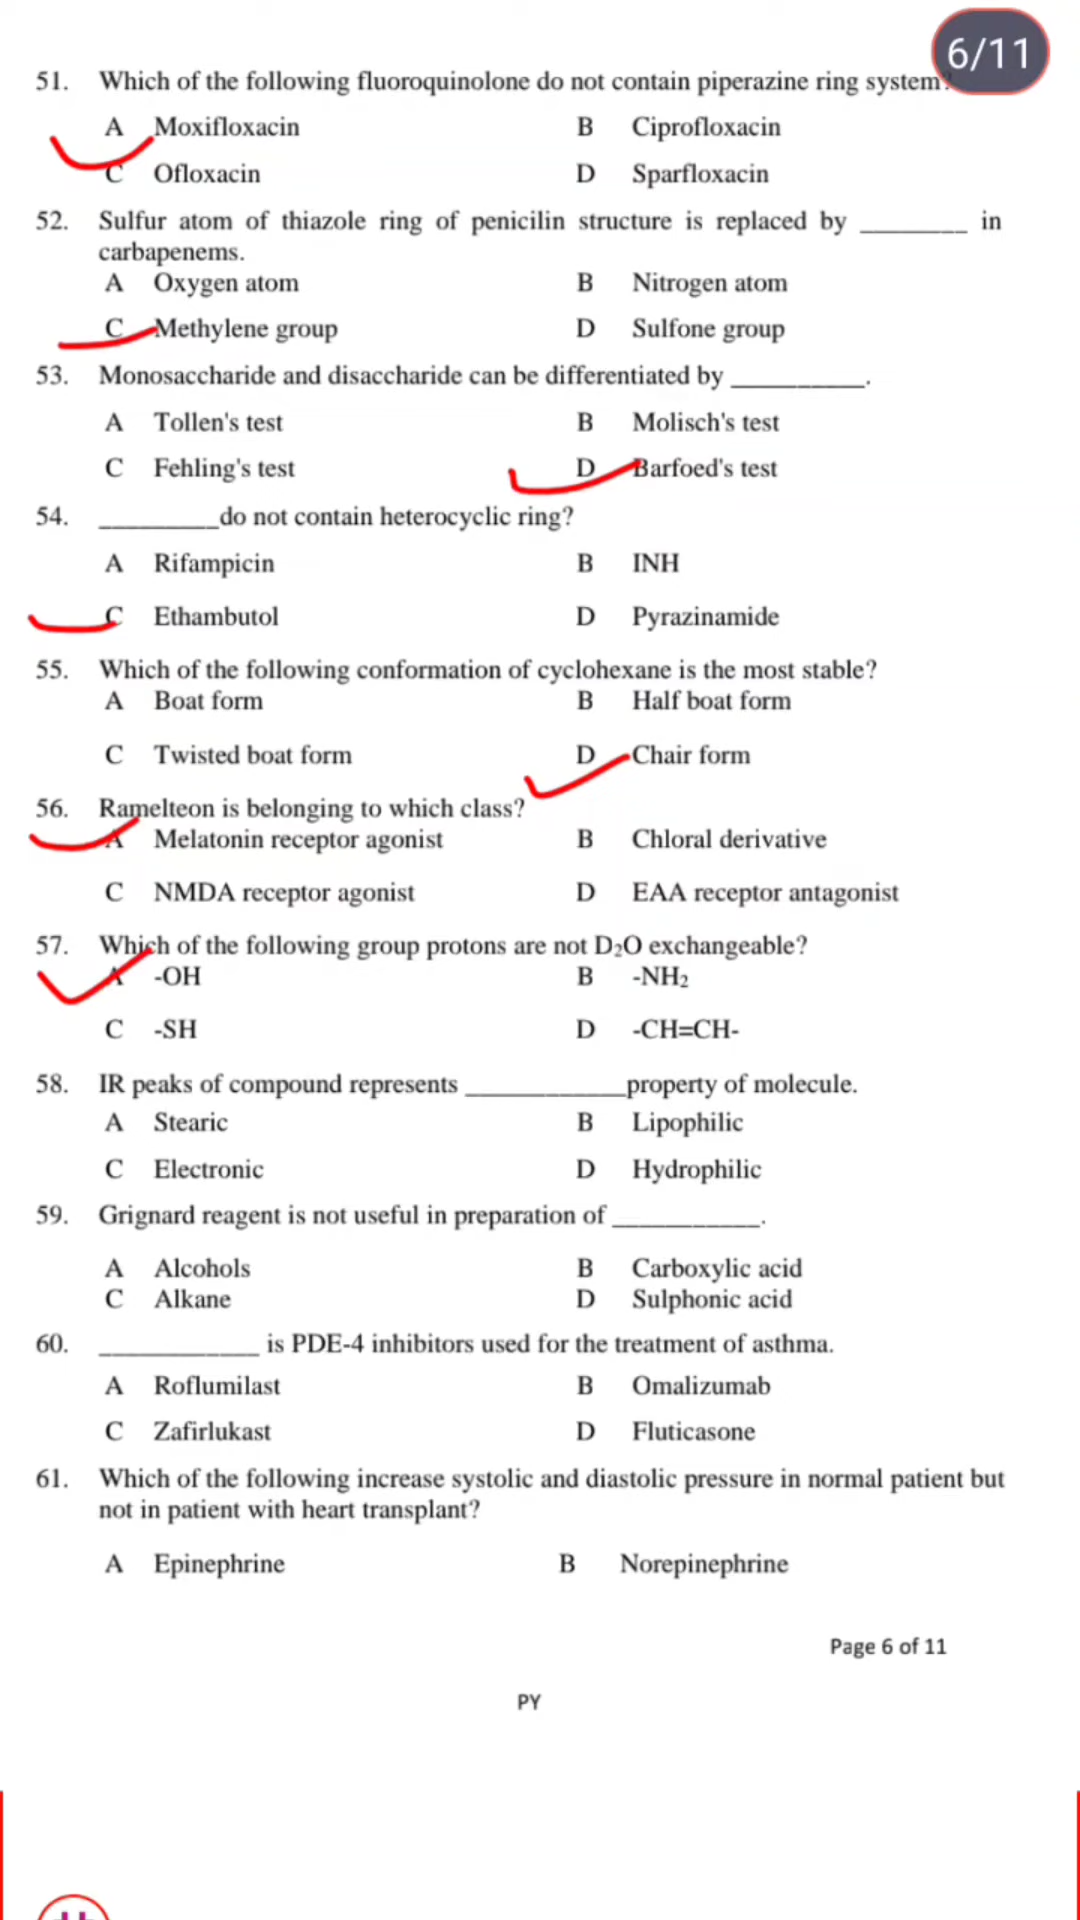 6/11
51. Which of the following fluoroquinolone do not contain piperazine ring system?
A Moxifloxacin B Ciprofloxacin
C Ofloxacin D Sparfloxacin
52. Sulfur atom of thiazole ring of penicilin structure is replaced by ________ in
carbapenems.
A Oxygen atom B Nitrogen atom
C Methylene group D Sulfone group
53. Monosaccharide and disaccharide can be differentiated by __________.
A Tollen's test B Molisch's test
C Fehling's test D Barfoed's test
54. _________do not contain heterocyclic ring?
A Rifampicin B INH
C Ethambutol D Pyrazinamide
55. Which of the following conformation of cyclohexane is the most stable?
A Boat form B Half boat form
C Twisted boat form D Chair form
56. Ramelteon is belonging to which class?
A Melatonin receptor agonist B Chloral derivative
C NMDA receptor agonist D EAA receptor antagonist
57. Which of the following group protons are not D₂O exchangeable?
A -OH B -NH₂
C -SH D -CH=CH-
58. IR peaks of compound represents ____________property of molecule.
A Stearic B Lipophilic
C Electronic D Hydrophilic
59. Grignard reagent is not useful in preparation of ___________.
A Alcohols B Carboxylic acid
C Alkane D Sulphonic acid
60. ____________ is PDE-4 inhibitors used for the treatment of asthma.
A Roflumilast B Omalizumab
C Zafirlukast D Fluticasone
61. Which of the following increase systolic and diastolic pressure in normal patient but
not in patient with heart transplant?
A Epinephrine B Norepinephrine
Page 6 of 11
PY